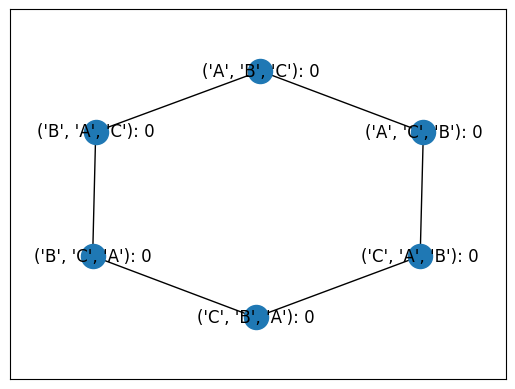 ('A', 'B', 'C'): 0
('B', 'A', 'C'): 0
('A', 'C', 'B'): 0
('B', 'C', 'A'): 0
('C', 'A', 'B'): 0
('C', 'B', 'A'): 0